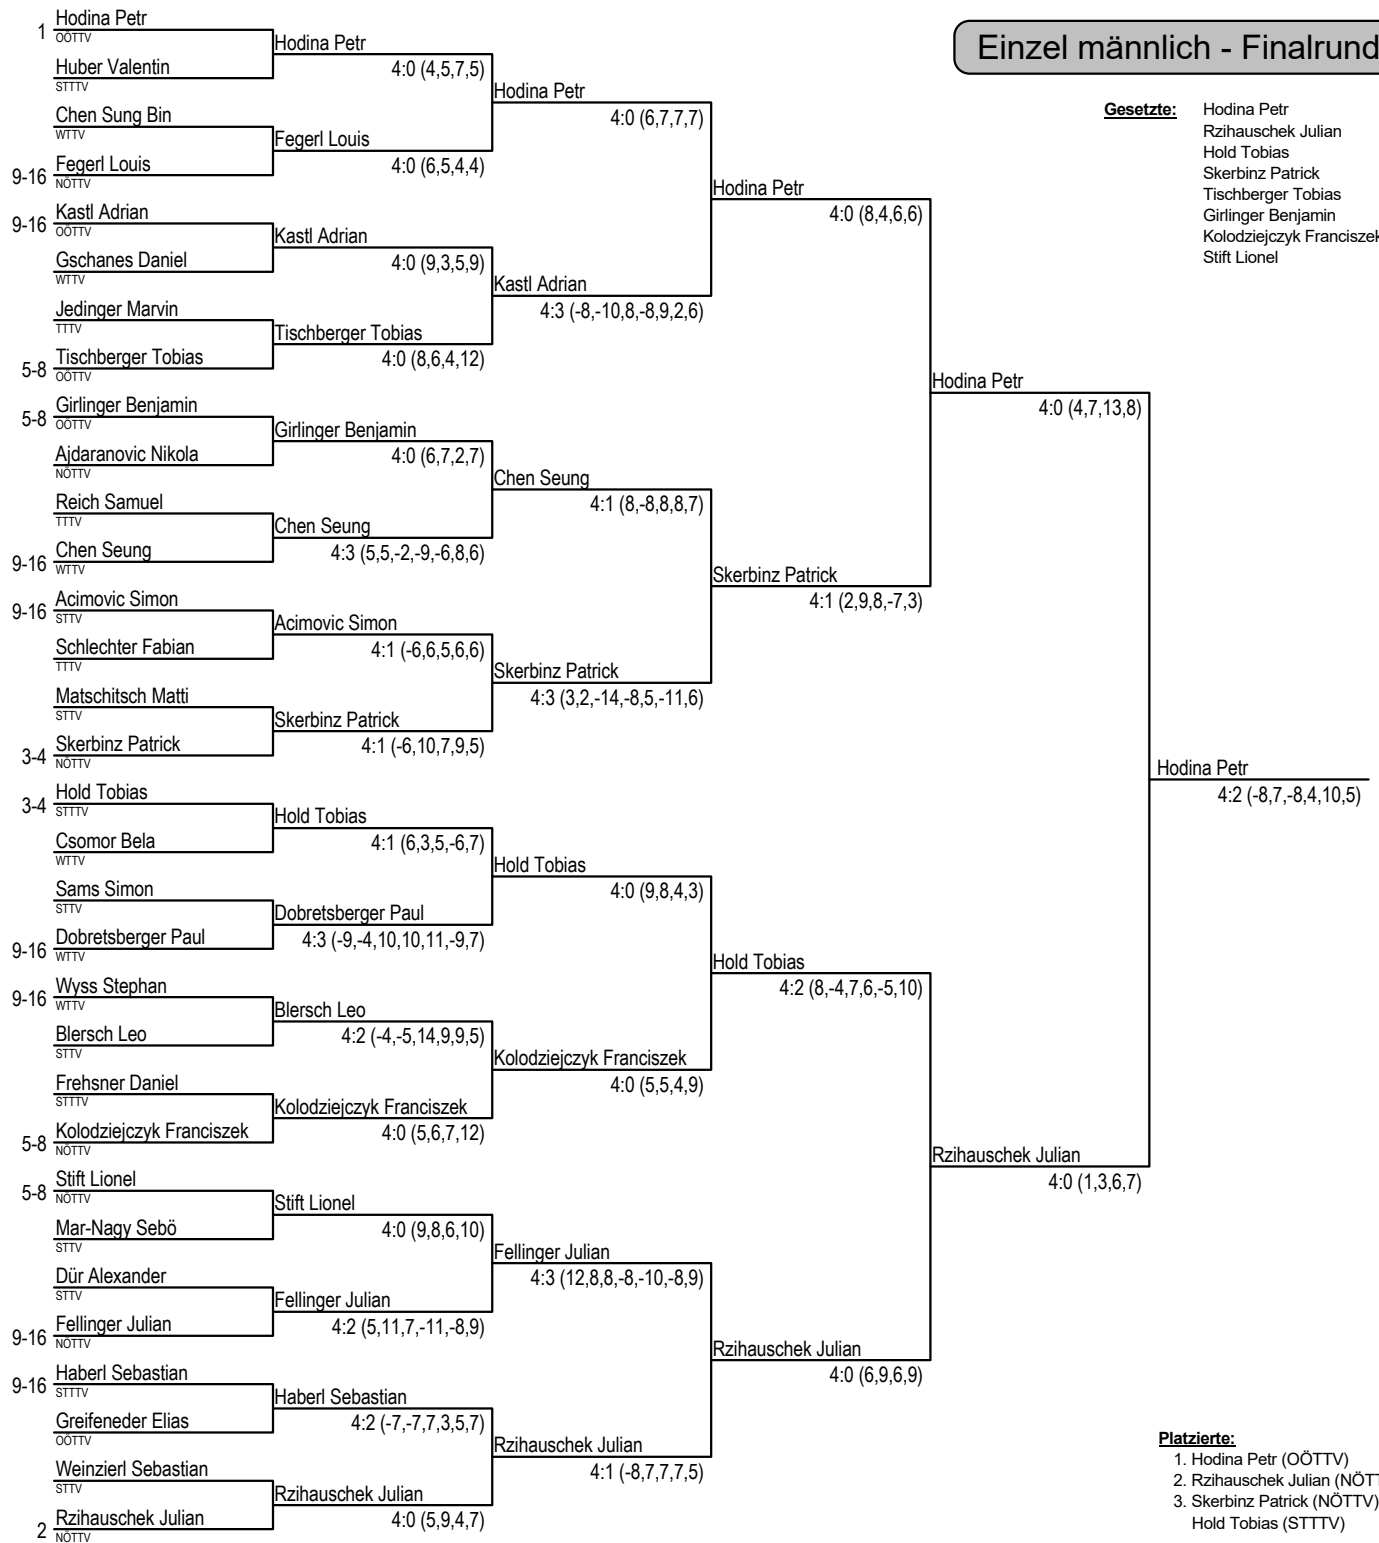 Einzel männlich - Finalrund
Gesetzte: Hodina Petr
Rzihauschek Julian
Hold Tobias
Skerbinz Patrick
Tischberger Tobias
Girlinger Benjamin
Kolodziejczyk Franciszek
Stift Lionel
1 Hodina Petr
OÖTTV
Huber Valentin
STTTV
Chen Sung Bin
WTTV
9-16 Fegerl Louis
NÖTTV
9-16 Kastl Adrian
OÖTTV
Gschanes Daniel
WTTV
Jedinger Marvin
TTTV
5-8 Tischberger Tobias
OÖTTV
5-8 Girlinger Benjamin
OÖTTV
Ajdaranovic Nikola
NÖTTV
Reich Samuel
TTTV
9-16 Chen Seung
WTTV
9-16 Acimovic Simon
STTV
Schlechter Fabian
TTTV
Matschitsch Matti
STTV
3-4 Skerbinz Patrick
NÖTTV
3-4 Hold Tobias
STTTV
Csomor Bela
WTTV
Sams Simon
STTV
9-16 Dobretsberger Paul
WTTV
9-16 Wyss Stephan
WTTV
Blersch Leo
STTV
Frehsner Daniel
STTTV
5-8 Kolodziejczyk Franciszek
NÖTTV
5-8 Stift Lionel
NÖTTV
Mar-Nagy Sebö
STTV
Dür Alexander
STTV
9-16 Fellinger Julian
NÖTTV
9-16 Haberl Sebastian
STTTV
Greifeneder Elias
OÖTTV
Weinzierl Sebastian
STTV
2 Rzihauschek Julian
NÖTTV
Hodina Petr
4:0 (4,5,7,5)
Fegerl Louis
4:0 (6,5,4,4)
Kastl Adrian
4:0 (9,3,5,9)
Tischberger Tobias
4:0 (8,6,4,12)
Girlinger Benjamin
4:0 (6,7,2,7)
Chen Seung
4:3 (5,5,-2,-9,-6,8,6)
Acimovic Simon
4:1 (-6,6,5,6,6)
Skerbinz Patrick
4:1 (-6,10,7,9,5)
Hold Tobias
4:1 (6,3,5,-6,7)
Dobretsberger Paul
4:3 (-9,-4,10,10,11,-9,7)
Blersch Leo
4:2 (-4,-5,14,9,9,5)
Kolodziejczyk Franciszek
4:0 (5,6,7,12)
Stift Lionel
4:0 (9,8,6,10)
Fellinger Julian
4:2 (5,11,7,-11,-8,9)
Haberl Sebastian
4:2 (-7,-7,7,3,5,7)
Rzihauschek Julian
4:0 (5,9,4,7)
Hodina Petr
4:0 (6,7,7,7)
Kastl Adrian
4:3 (-8,-10,8,-8,9,2,6)
Chen Seung
4:1 (8,-8,8,8,7)
Skerbinz Patrick
4:3 (3,2,-14,-8,5,-11,6)
Hold Tobias
4:0 (9,8,4,3)
Kolodziejczyk Franciszek
4:0 (5,5,4,9)
Fellinger Julian
4:3 (12,8,8,-8,-10,-8,9)
Rzihauschek Julian
4:1 (-8,7,7,7,5)
Hodina Petr
4:0 (8,4,6,6)
Skerbinz Patrick
4:1 (2,9,8,-7,3)
Hold Tobias
4:2 (8,-4,7,6,-5,10)
Rzihauschek Julian
4:0 (6,9,6,9)
Hodina Petr
4:0 (4,7,13,8)
Rzihauschek Julian
4:0 (1,3,6,7)
Hodina Petr
4:2 (-8,7,-8,4,10,5)
Platzierte:
1. Hodina Petr (OÖTTV)
2. Rzihauschek Julian (NÖTT
3. Skerbinz Patrick (NÖTTV)
Hold Tobias (STTTV)